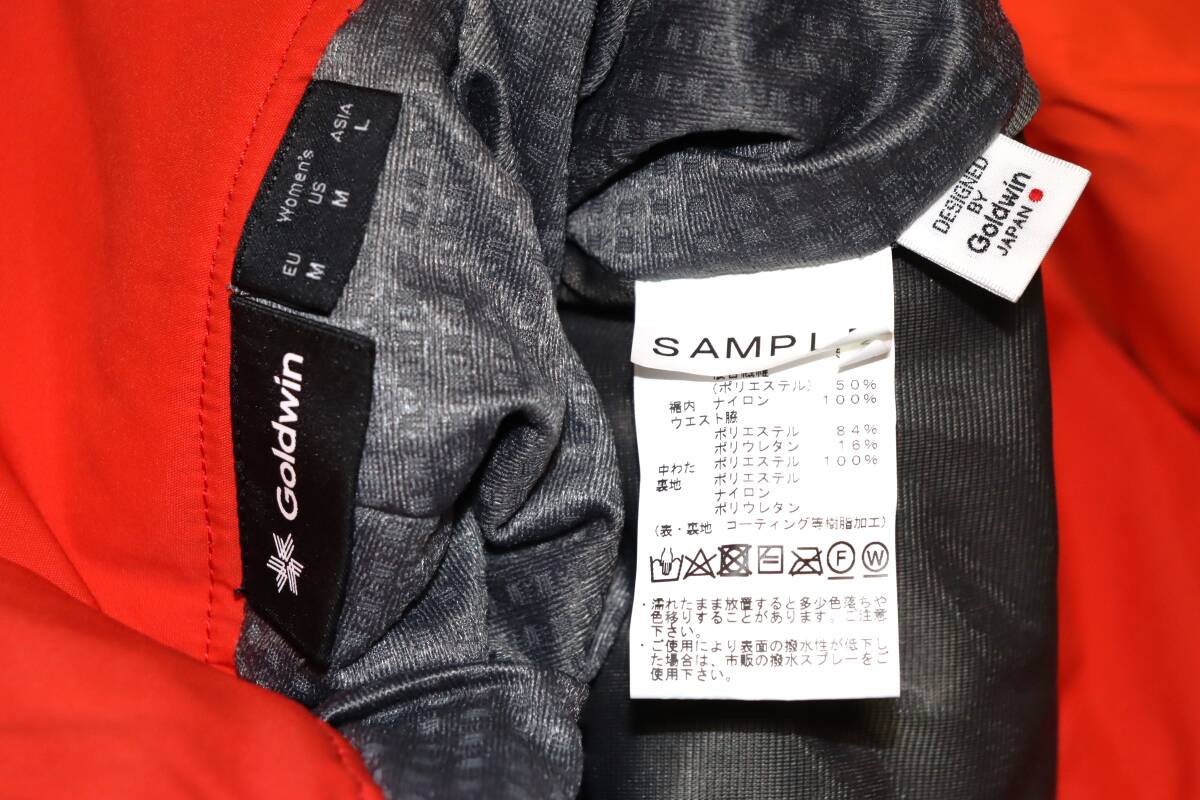 Women's
EU US ASIA
M M L
Goldwin
DESIGNED
BY
Goldwin
JAPAN
SAMPL
(ポリエステル) 50%
裾内 ナイロン 100%
ウエスト脇
ポリエステル 84%
ポリウレタン 16%
中わた ポリエステル 100%
裏地 ポリエステル
ナイロン
ポリウレタン
(表・裏地 コーティング等樹脂加工)
F W
・濡れたまま放置すると多少色落ちや
色移りすることがあります。ご注意
下さい。
・ご使用により表面の撥水性が低下し
た場合は、市販の撥水スプレーをご
使用下さい。